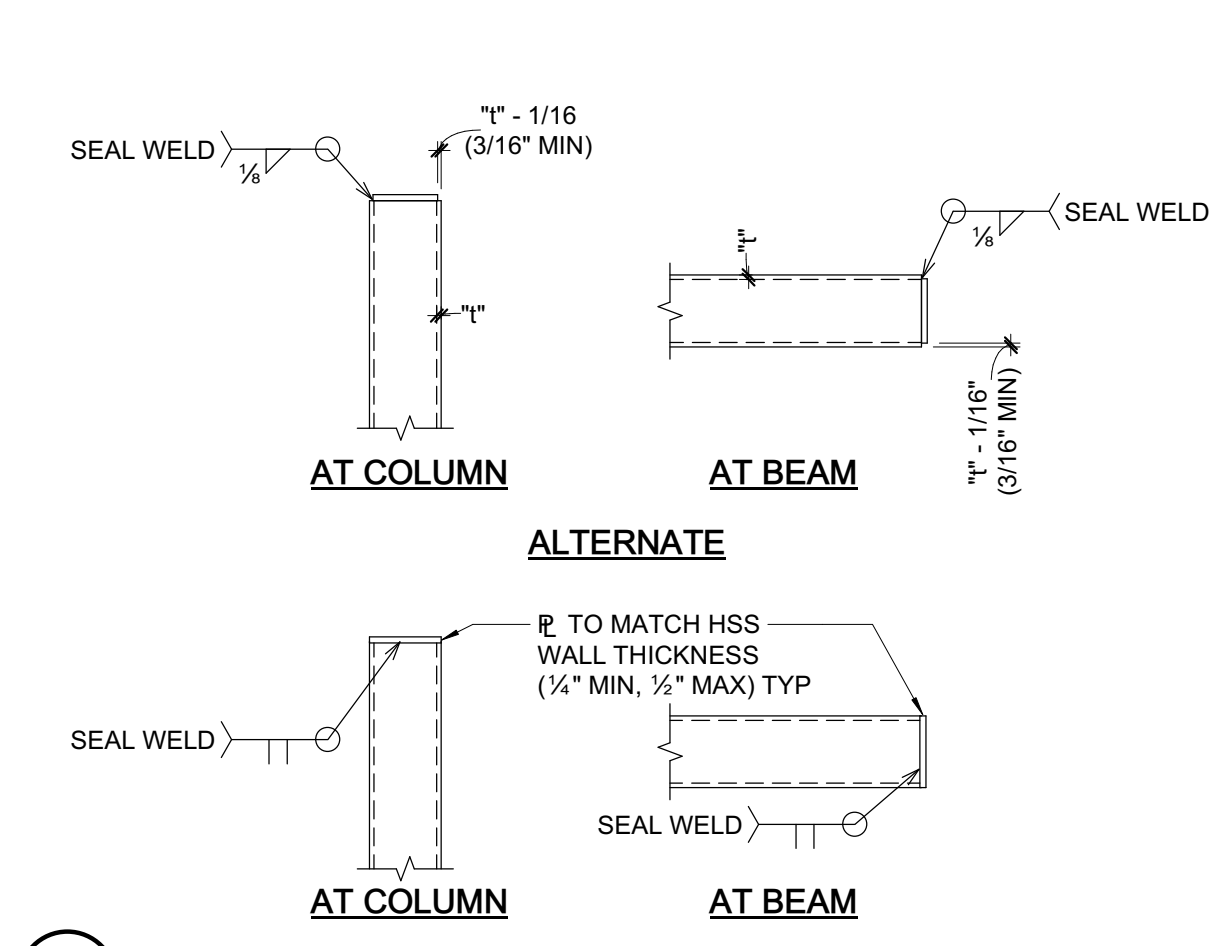 "t" - 1/16
(3/16" MIN)
SEAL WELD
⅛
"t"
AT COLUMN
"t"
SEAL WELD
⅛
"t" - 1/16"
(3/16" MIN)
AT BEAM
ALTERNATE
PL TO MATCH HSS
WALL THICKNESS
(¼" MIN, ½" MAX) TYP
SEAL WELD
AT COLUMN
SEAL WELD
AT BEAM